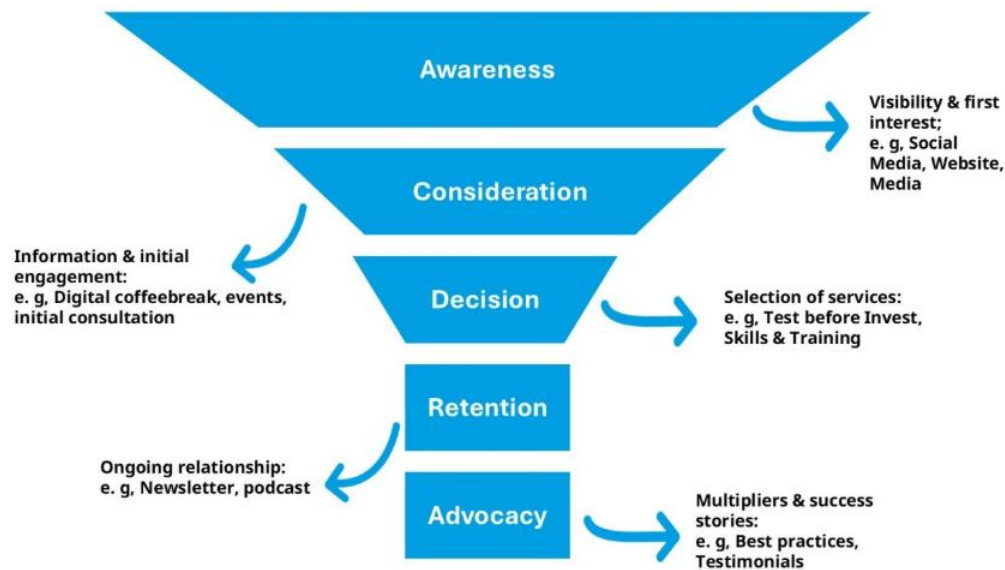 Awareness
Visibility & first
interest;
e. g, Social
Media, Website,
Media
Consideration
Information & initial
engagement:
e. g, Digital coffeebreak, events,
initial consultation
Decision
Selection of services:
e. g, Test before Invest,
Skills & Training
Retention
Ongoing relationship:
e. g, Newsletter, podcast
Advocacy
Multipliers & success
stories:
e. g, Best practices,
Testimonials